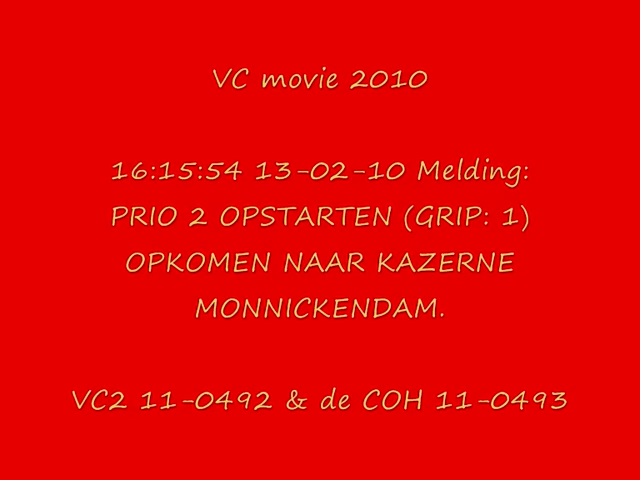 VC movie 2010
16:15:54 13-02-10 Melding:
PRIO 2 OPSTARTEN (GRIP: 1)
OPKOMEN NAAR KAZERNE
MONNICKENDAM.
VC2 11-0492 & de COH 11-0493